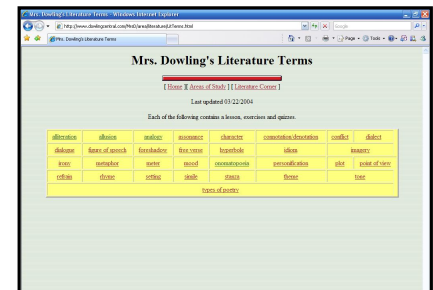 Mrs. Dowling's Literature Terms - Windows Internet Explorer
http://www.dowlingcentral.com/MrsD/area/literature/LitTerms.html
Google
Mrs. Dowling's Literature Terms
Page
Tools
Mrs. Dowling's Literature Terms
[ Home ][ Areas of Study ] [ Literature Corner ]
Last updated 03/22/2004
Each of the following contains a lesson, exercises and quizzes.
alliteration allusion analogy assonance character connotation/denotation conflict dialect
dialogue figure of speech foreshadow free verse hyperbole idiom imagery
irony metaphor meter mood onomatopoeia personification plot point of view
refrain rhyme setting simile stanza theme tone
types of poetry